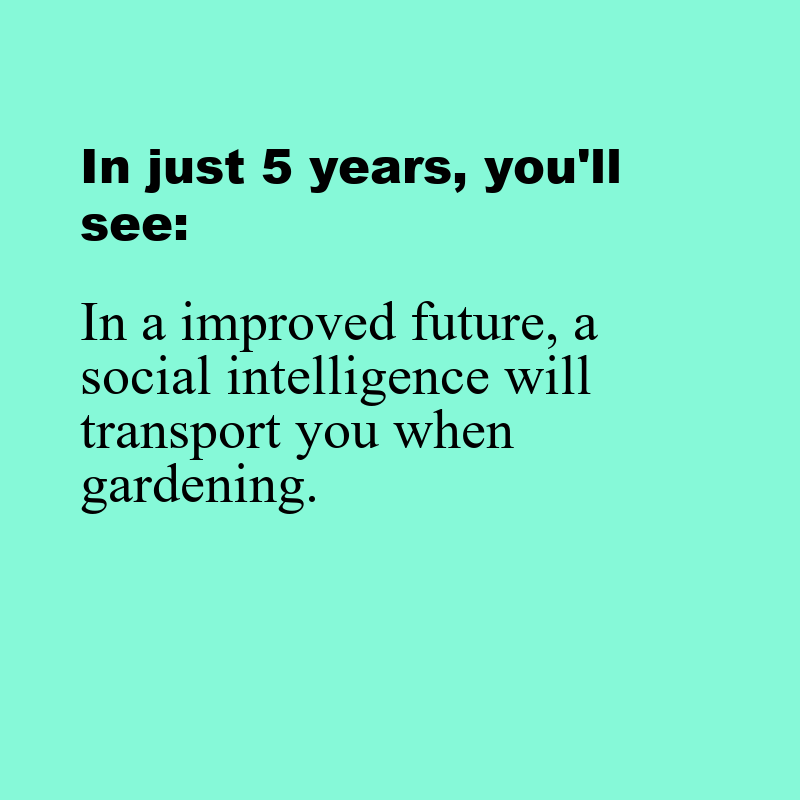 In just 5 years, you'll
see:
In a improved future, a
social intelligence will
transport you when
gardening.